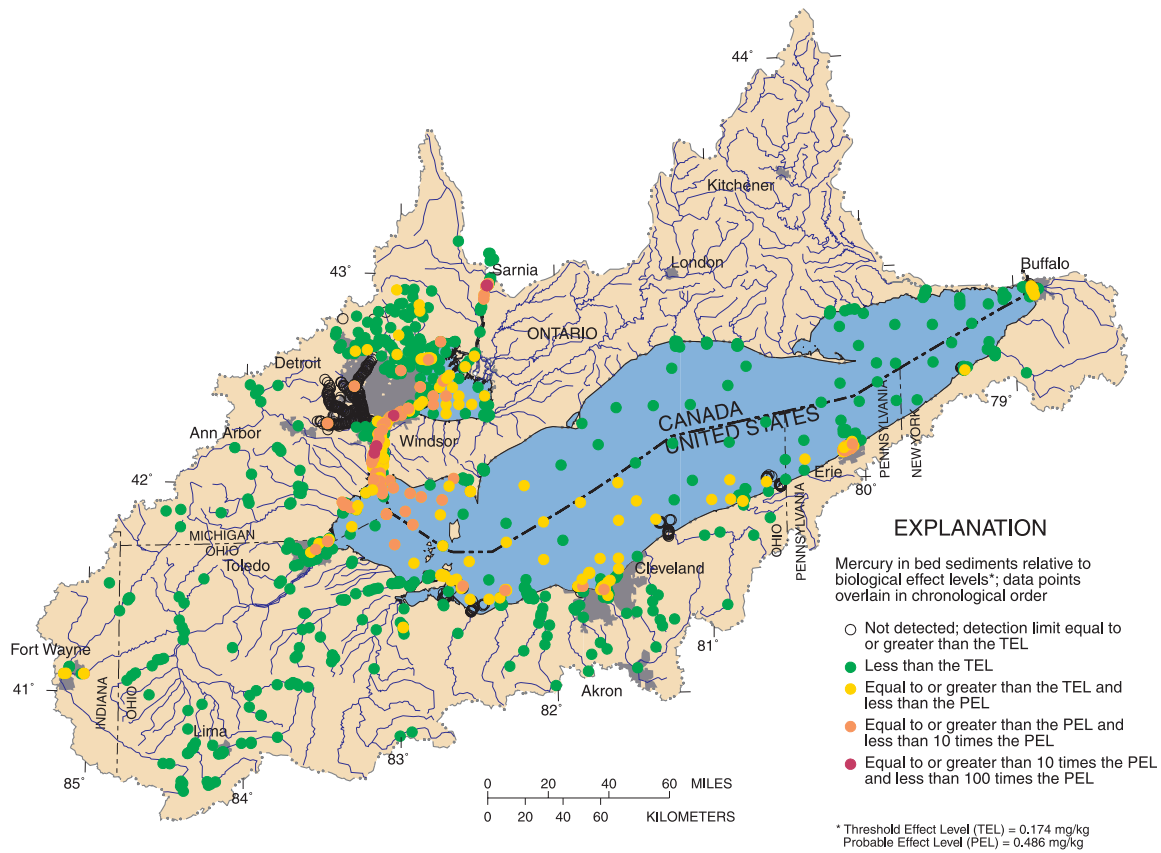 44°
Kitchener
London
Buffalo
43°
Sarnia
ONTARIO
Detroit
CANADA
UNITED STATES
PENNSYLVANIA
NEW YORK
79°
Ann Arbor
Windsor
Erie
80°
42°
MICHIGAN
OHIO
Toledo
OHIO
PENNSYLVANIA
Cleveland
81°
Fort Wayne
41°
INDIANA
OHIO
Akron
82°
Lima
83°
85°
84°
0 20 40 60 MILES
0 20 40 60 KILOMETERS
EXPLANATION
Mercury in bed sediments relative to
biological effect levels*; data points
overlain in chronological order
Not detected; detection limit equal to
or greater than the TEL
Less than the TEL
Equal to or greater than the TEL and
less than the PEL
Equal to or greater than the PEL and
less than 10 times the PEL
Equal to or greater than 10 times the PEL
and less than 100 times the PEL
* Threshold Effect Level (TEL) = 0.174 mg/kg
Probable Effect Level (PEL) = 0.486 mg/kg